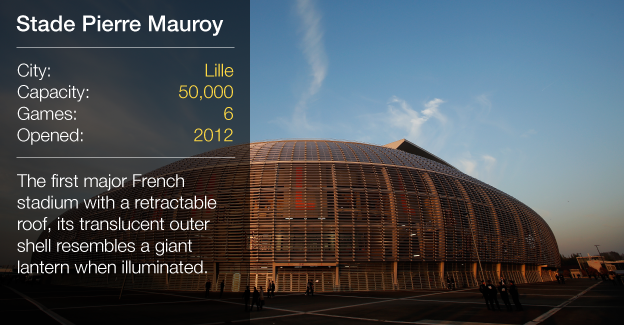 Stade Pierre Mauroy
City: Lille
Capacity: 50,000
Games: 6
Opened: 2012
The first major French
stadium with a retractable
roof, its translucent outer
shell resembles a giant
lantern when illuminated.